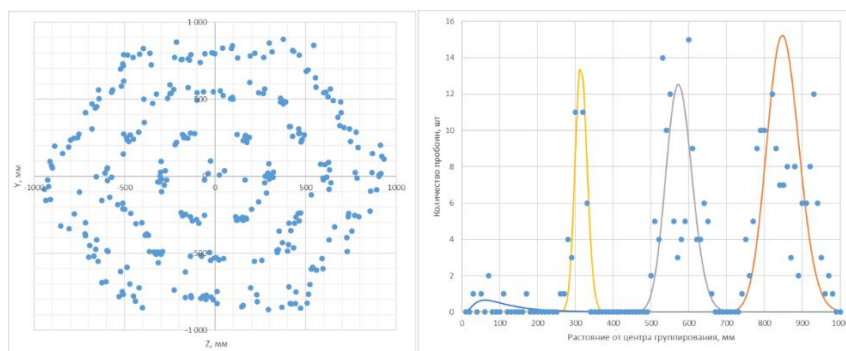 1 000
500
Y, мм
0
-1000 -500 0 500 1000
-500
-1 000
Z, мм
Количество пробоин, шт
16
14
12
10
8
6
4
2
0
0 100 200 300 400 500 600 700 800 900 1000
Растояние от центра группирования, мм